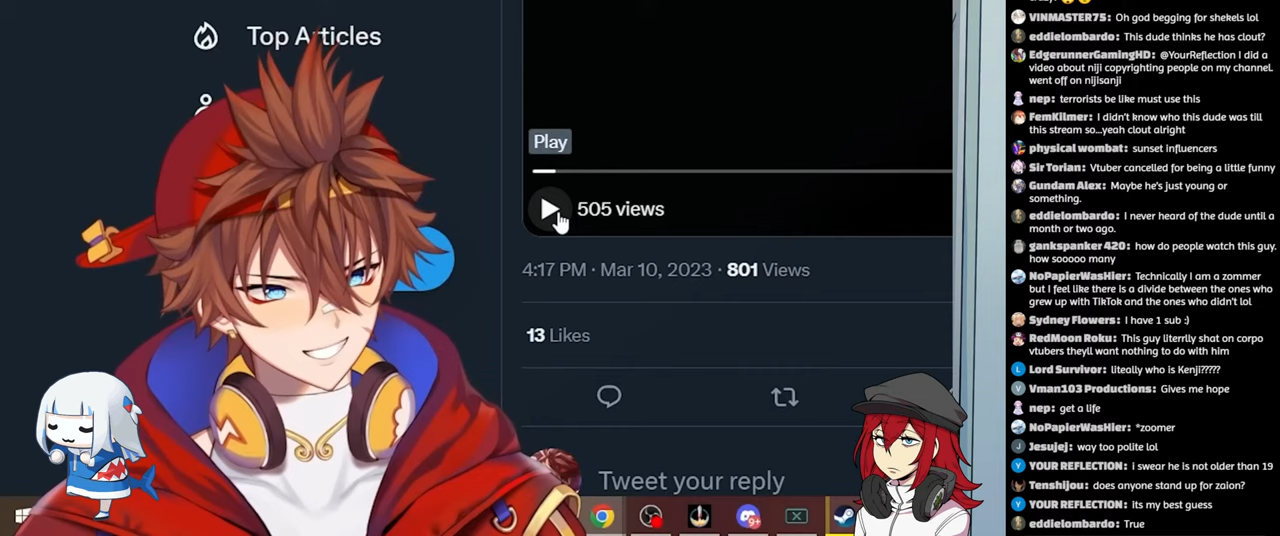 Top Articles
Play
505 views
4:17 PM · Mar 10, 2023 · 801 Views
13 Likes
Tweet your reply
9+
VINMASTER75: Oh god begging for shekels lol
eddielombardo: This dude thinks he has clout?
EdgerunnerGamingHD: @YourReflection I did a
video about niji copyrighting people on my channel.
went off on nijisanji
nep: terrorists be like must use this
FemKilmer: I didn't know who this dude was till
this stream so...yeah clout alright
physical wombat: sunset influencers
Sir Torian: Vtuber cancelled for being a little funny
Gundam Alex: Maybe he's just young or
something.
eddielombardo: I never heard of the dude until a
month or two ago.
gankspanker 420: how do people watch this guy.
how sooooo many
NoPapierWasHier: Technically I am a zommer
but I feel like there is a divide between the ones who
grew up with TikTok and the ones who didn't lol
Sydney Flowers: I have 1 sub :)
RedMoon Roku: This guy literrlly shat on corpo
vtubers theyll want nothing to do with him
Lord Survivor: liteally who is Kenji?????
Vman103 Productions: Gives me hope
nep: get a life
NoPapierWasHier: *zoomer
Jesujej: way too polite lol
YOUR REFLECTION: i swear he is not older than 19
Tenshijou: does anyone stand up for zaion?
YOUR REFLECTION: its my best guess
eddielombardo: True